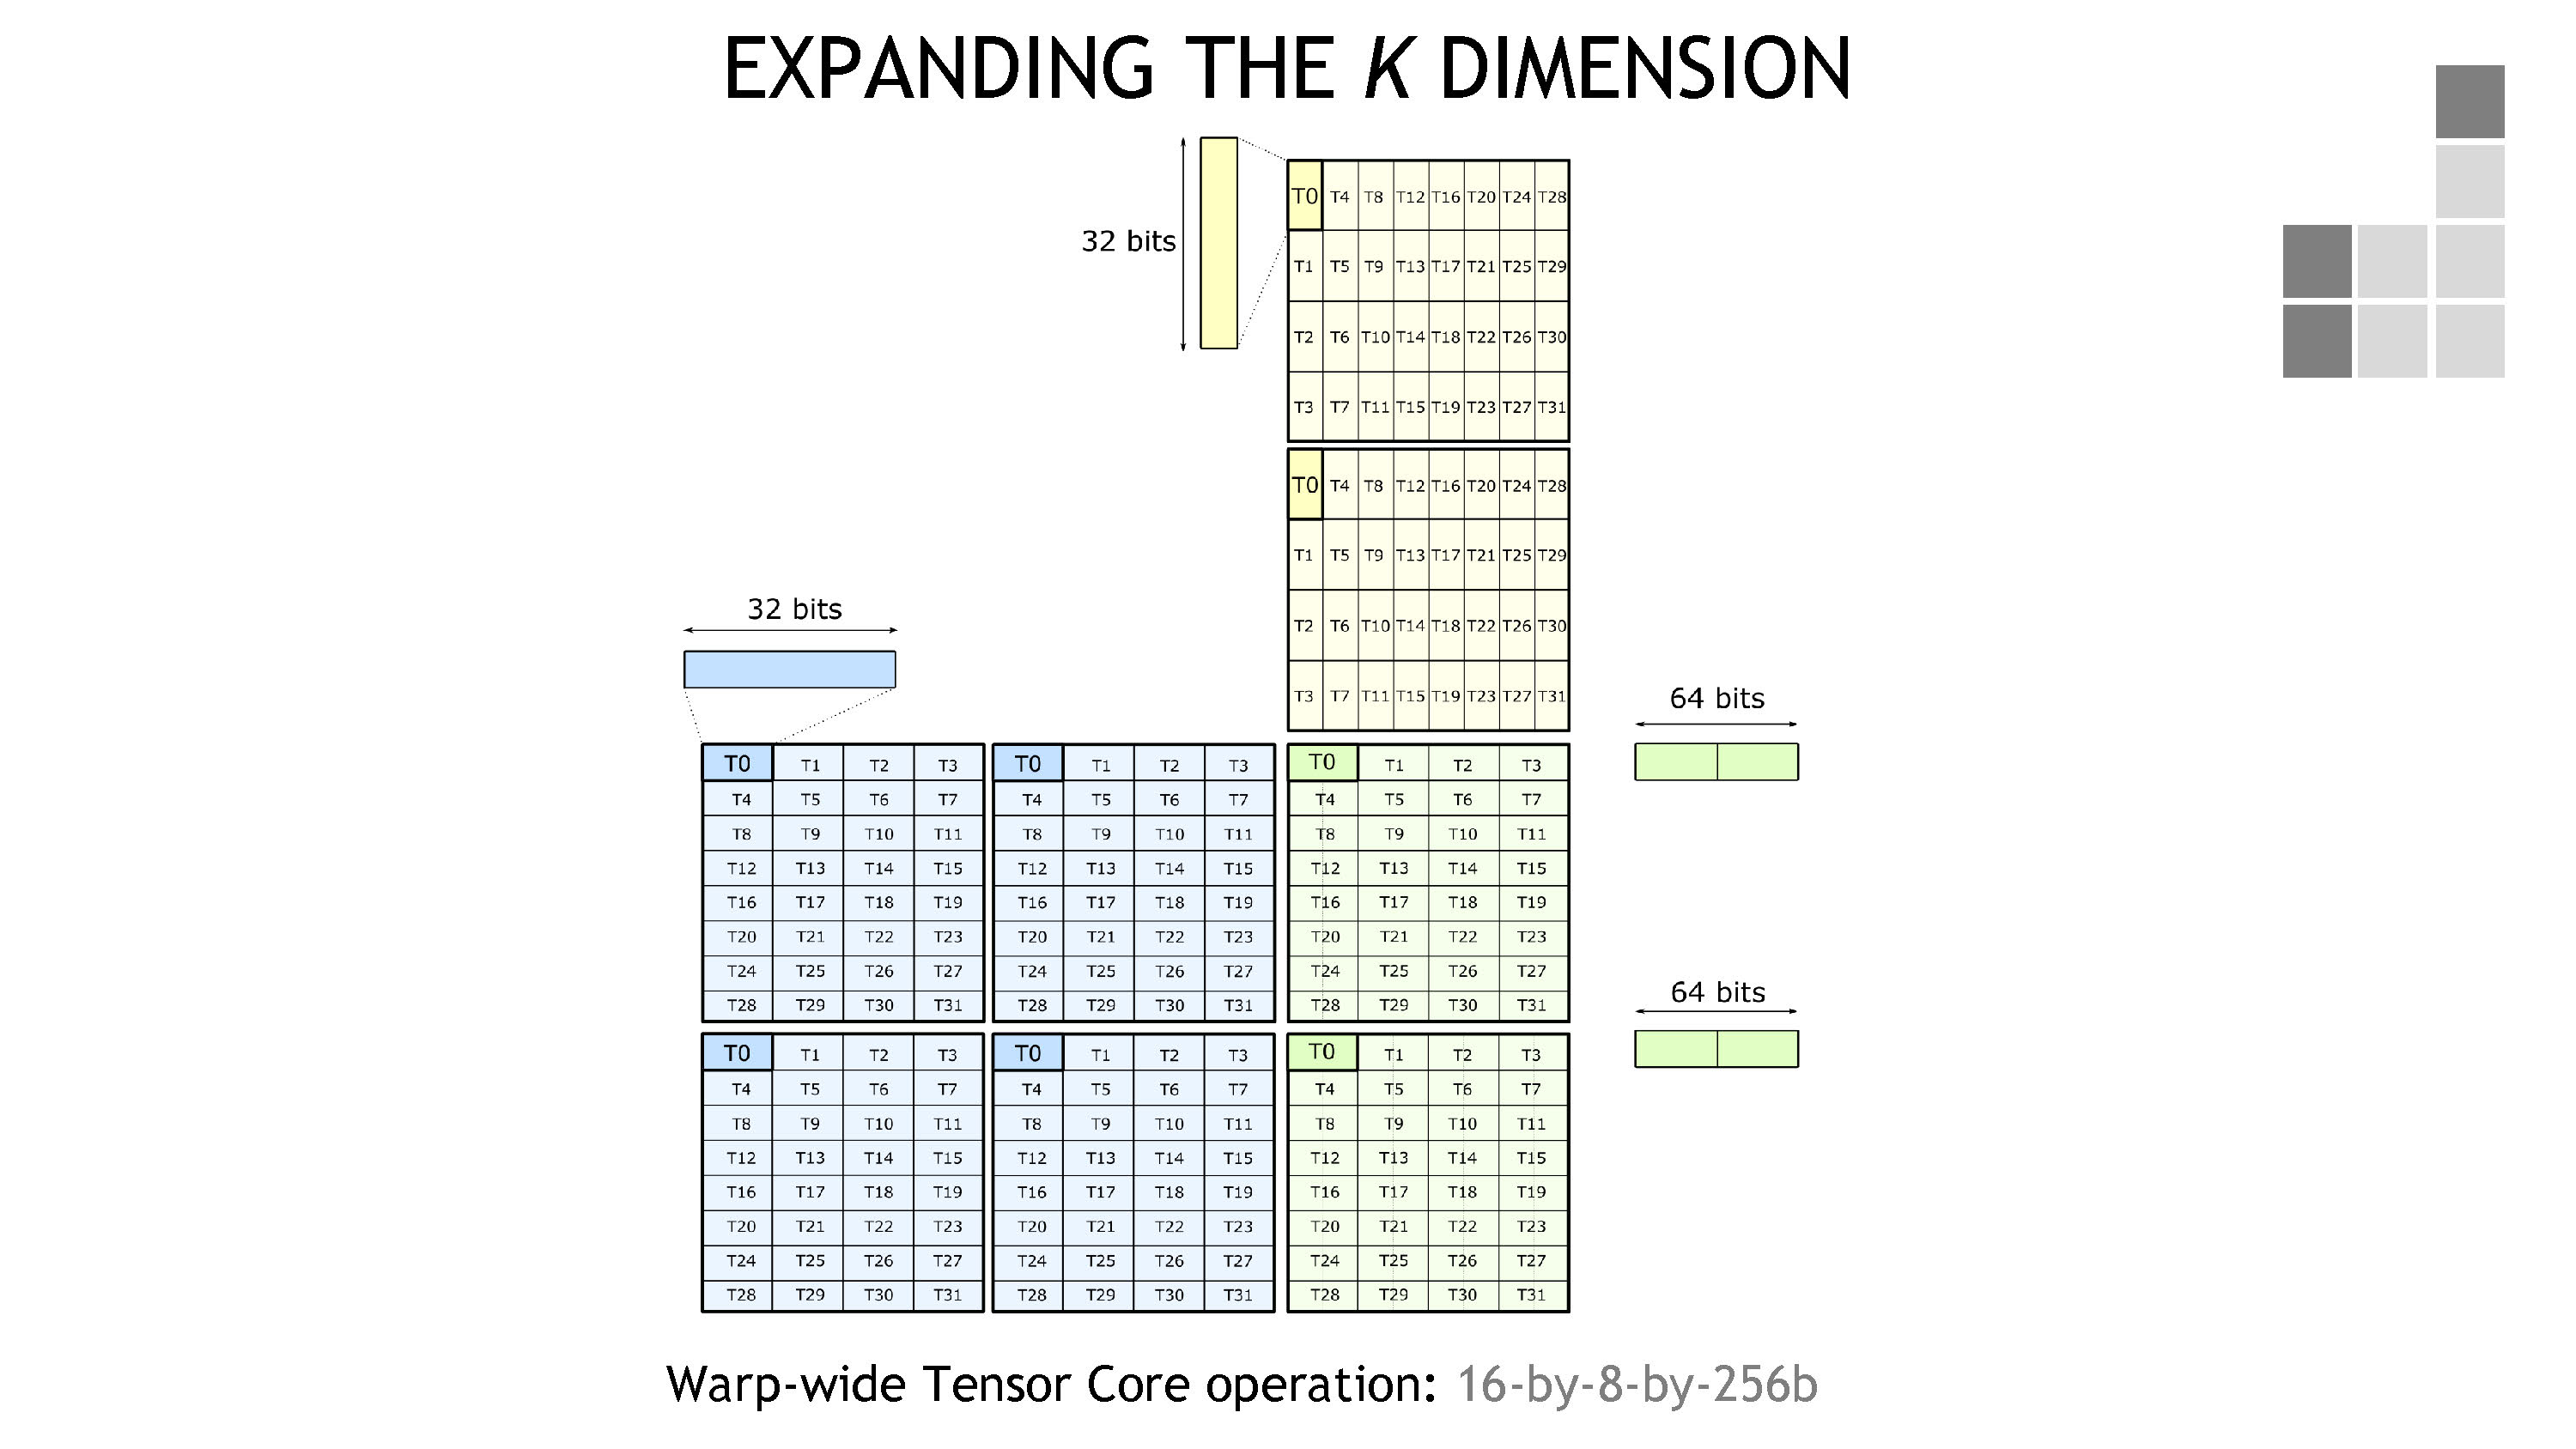 EXPANDING THE K DIMENSION
32 bits
T0 T4 T8 T12 T16 T20 T24 T28
T1 T5 T9 T13 T17 T21 T25 T29
T2 T6 T10 T14 T18 T22 T26 T30
T3 T7 T11 T15 T19 T23 T27 T31
T0 T4 T8 T12 T16 T20 T24 T28
T1 T5 T9 T13 T17 T21 T25 T29
T2 T6 T10 T14 T18 T22 T26 T30
T3 T7 T11 T15 T19 T23 T27 T31
32 bits
64 bits
T0 T1 T2 T3 T0 T1 T2 T3 T0 T1 T2 T3
T4 T5 T6 T7 T4 T5 T6 T7 T4 T5 T6 T7
T8 T9 T10 T11 T8 T9 T10 T11 T8 T9 T10 T11
T12 T13 T14 T15 T12 T13 T14 T15 T12 T13 T14 T15
T16 T17 T18 T19 T16 T17 T18 T19 T16 T17 T18 T19
T20 T21 T22 T23 T20 T21 T22 T23 T20 T21 T22 T23
T24 T25 T26 T27 T24 T25 T26 T27 T24 T25 T26 T27
T28 T29 T30 T31 T28 T29 T30 T31 T28 T29 T30 T31
64 bits
T0 T1 T2 T3 T0 T1 T2 T3 T0 T1 T2 T3
T4 T5 T6 T7 T4 T5 T6 T7 T4 T5 T6 T7
T8 T9 T10 T11 T8 T9 T10 T11 T8 T9 T10 T11
T12 T13 T14 T15 T12 T13 T14 T15 T12 T13 T14 T15
T16 T17 T18 T19 T16 T17 T18 T19 T16 T17 T18 T19
T20 T21 T22 T23 T20 T21 T22 T23 T20 T21 T22 T23
T24 T25 T26 T27 T24 T25 T26 T27 T24 T25 T26 T27
T28 T29 T30 T31 T28 T29 T30 T31 T28 T29 T30 T31
Warp-wide Tensor Core operation: 16-by-8-by-256b